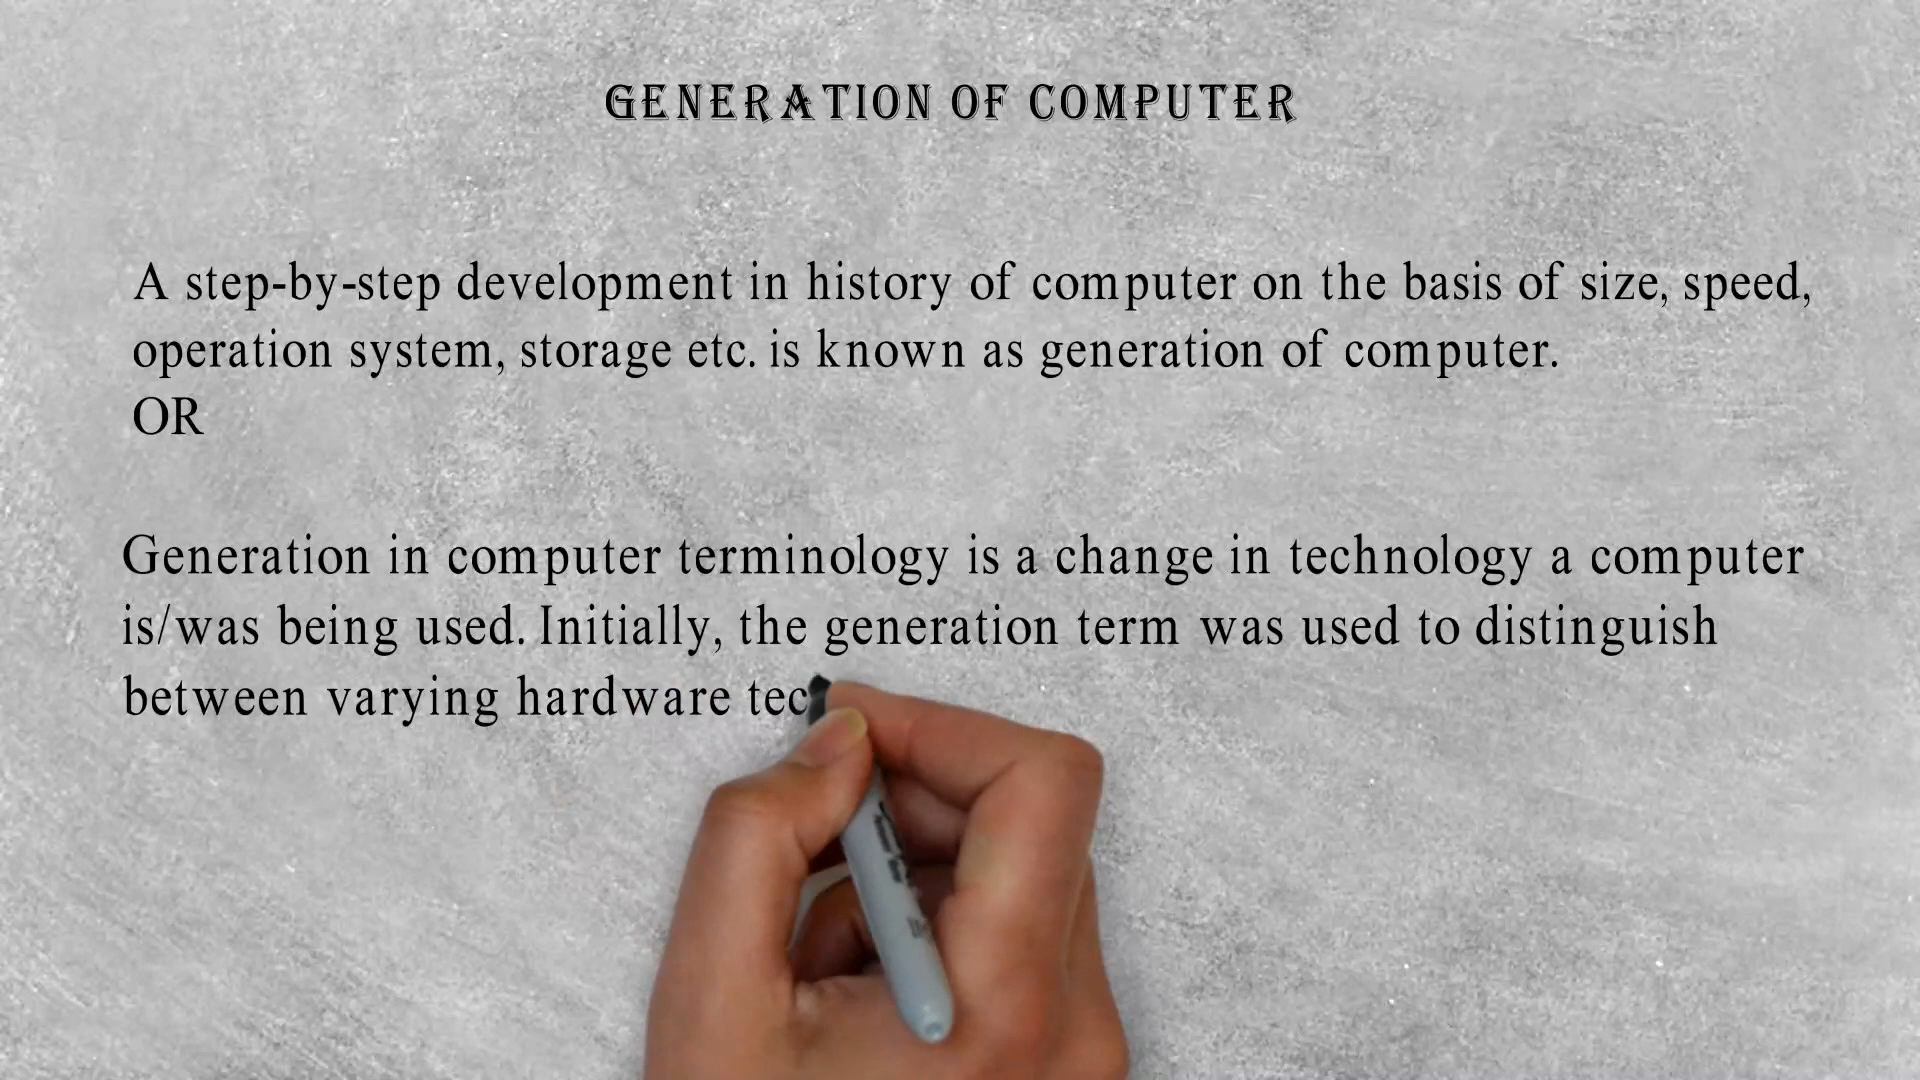 GENERATION OF COMPUTER
A step-by-step development in history of computer on the basis of size, speed,
operation system, storage etc. is known as generation of computer.
OR
Generation in computer terminology is a change in technology a computer
is/was being used. Initially, the generation term was used to distinguish
between varying hardware tec